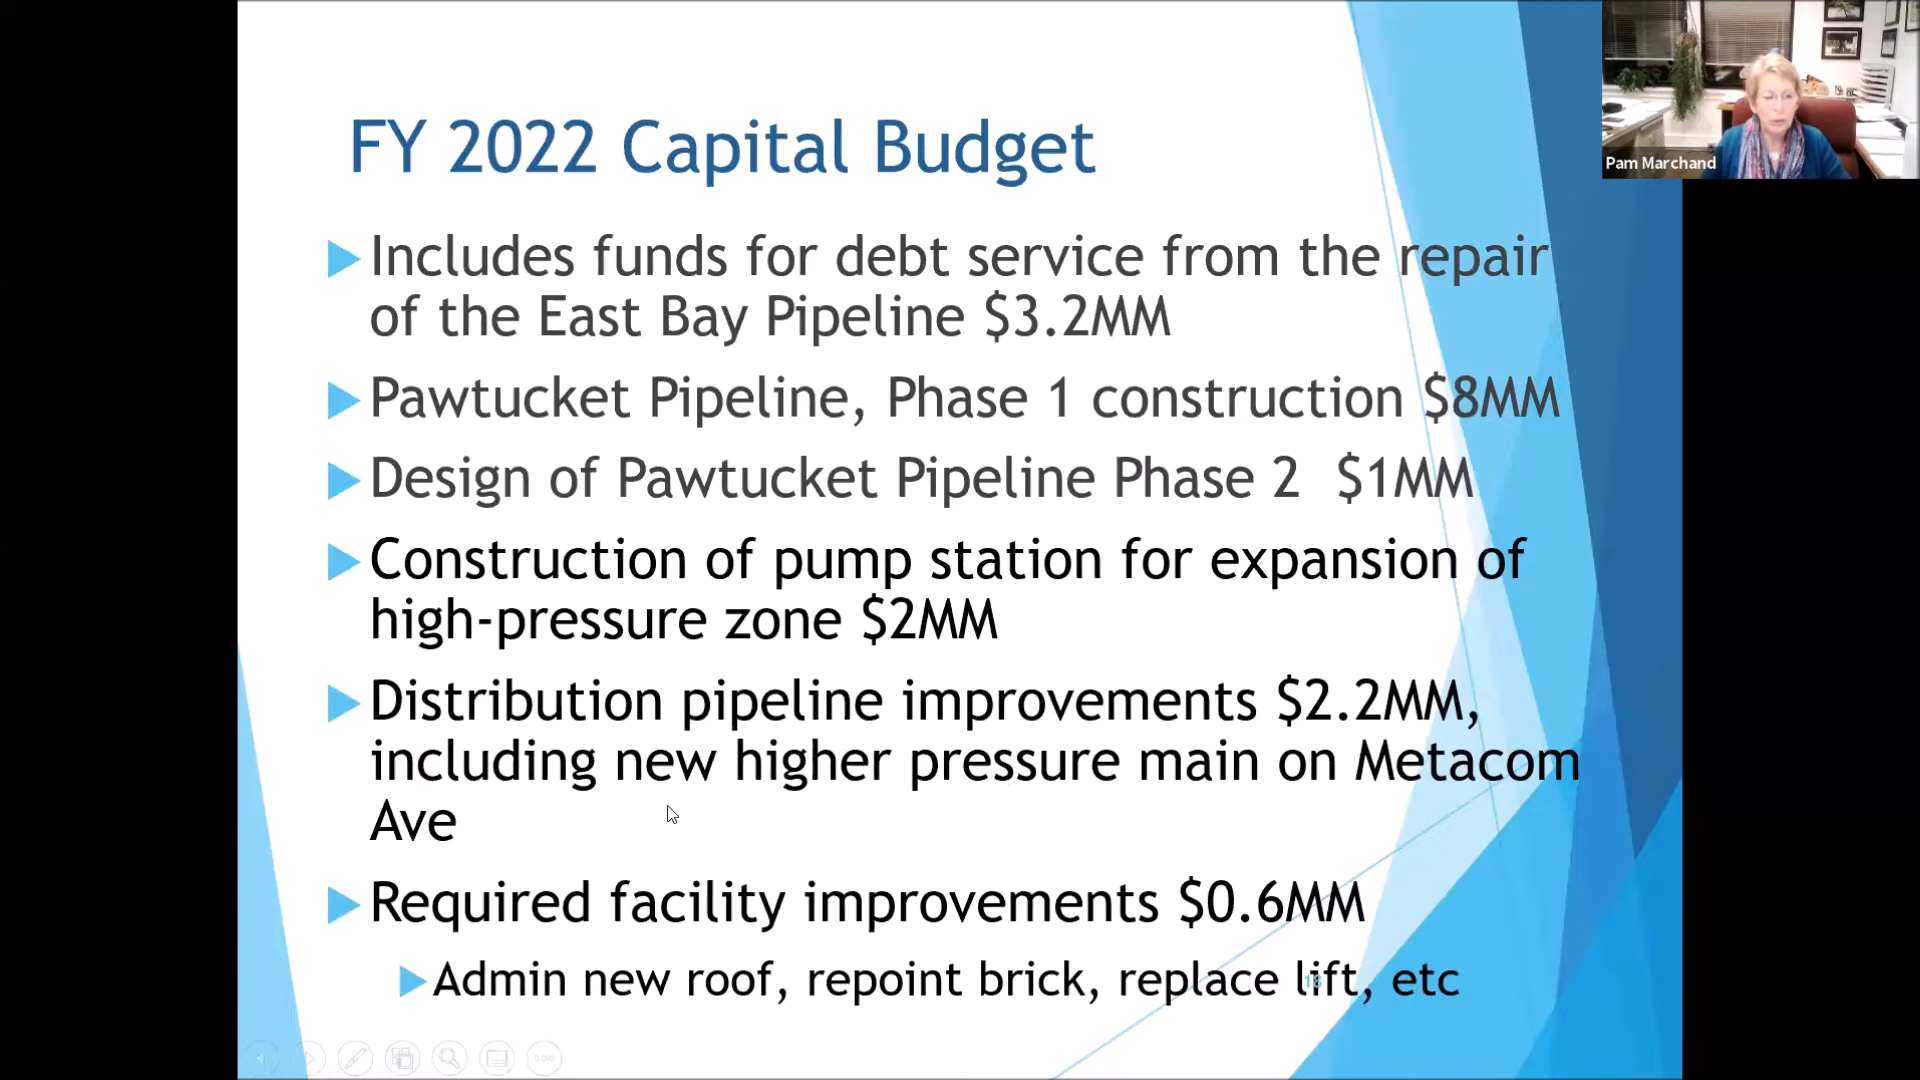 FY 2022 Capital Budget
Includes funds for debt service from the repair
of the East Bay Pipeline $3.2MM
Pawtucket Pipeline, Phase 1 construction $8MM
Design of Pawtucket Pipeline Phase 2 $1MM
Construction of pump station for expansion of
high-pressure zone $2MM
Distribution pipeline improvements $2.2MM,
including new higher pressure main on Metacom
Ave
Required facility improvements $0.6MM
Admin new roof, repoint brick, replace lift, etc
Pam Marchand